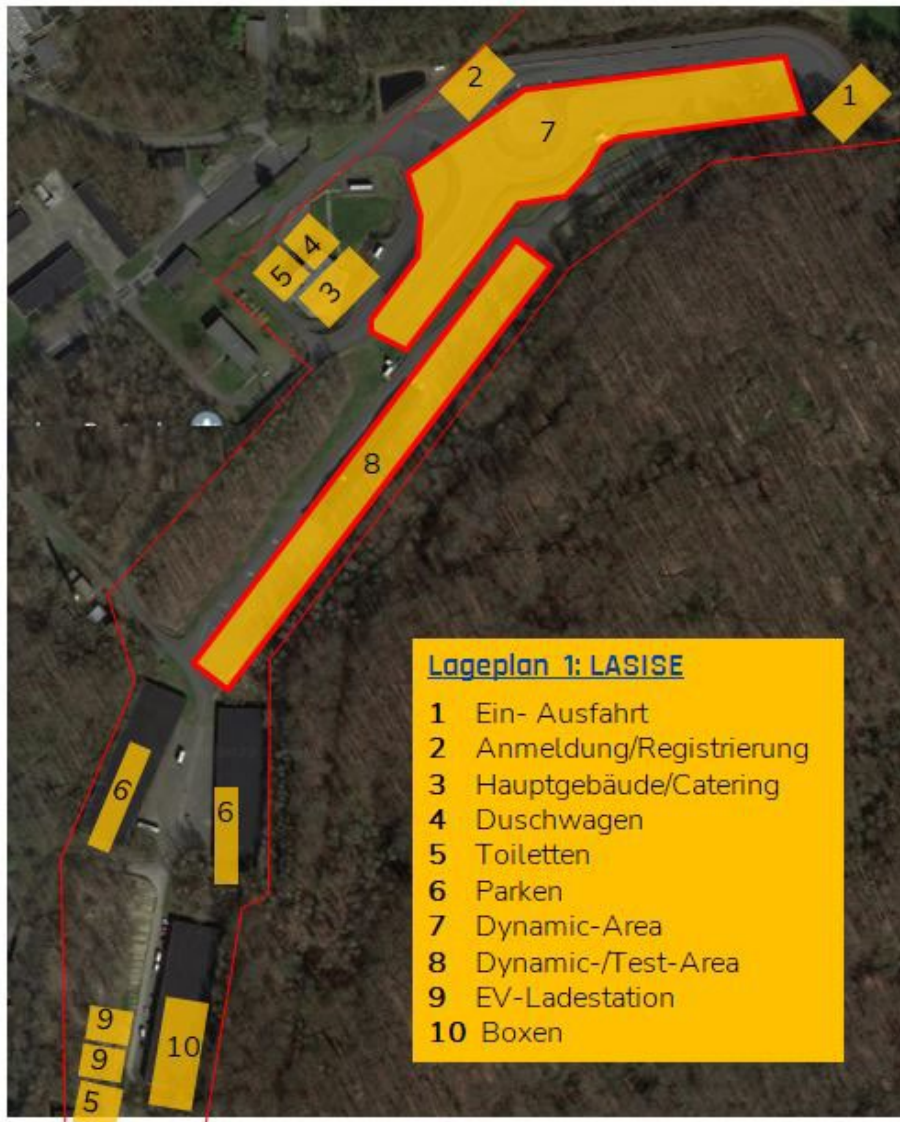 2
1
7
4
5
3
8
6
6
9
10
9
5
Lageplan 1: LASISE
1 Ein- Ausfahrt
2 Anmeldung/Registrierung
3 Hauptgebäude/Catering
4 Duschwagen
5 Toiletten
6 Parken
7 Dynamic-Area
8 Dynamic-/Test-Area
9 EV-Ladestation
10 Boxen